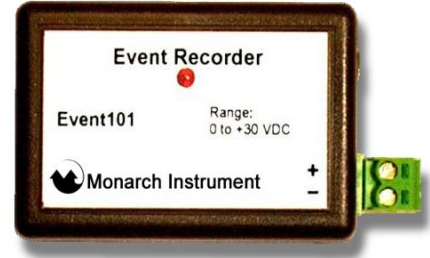 Event Recorder
Event101
Range:
0 to +30 VDC
Monarch Instrument
+
−